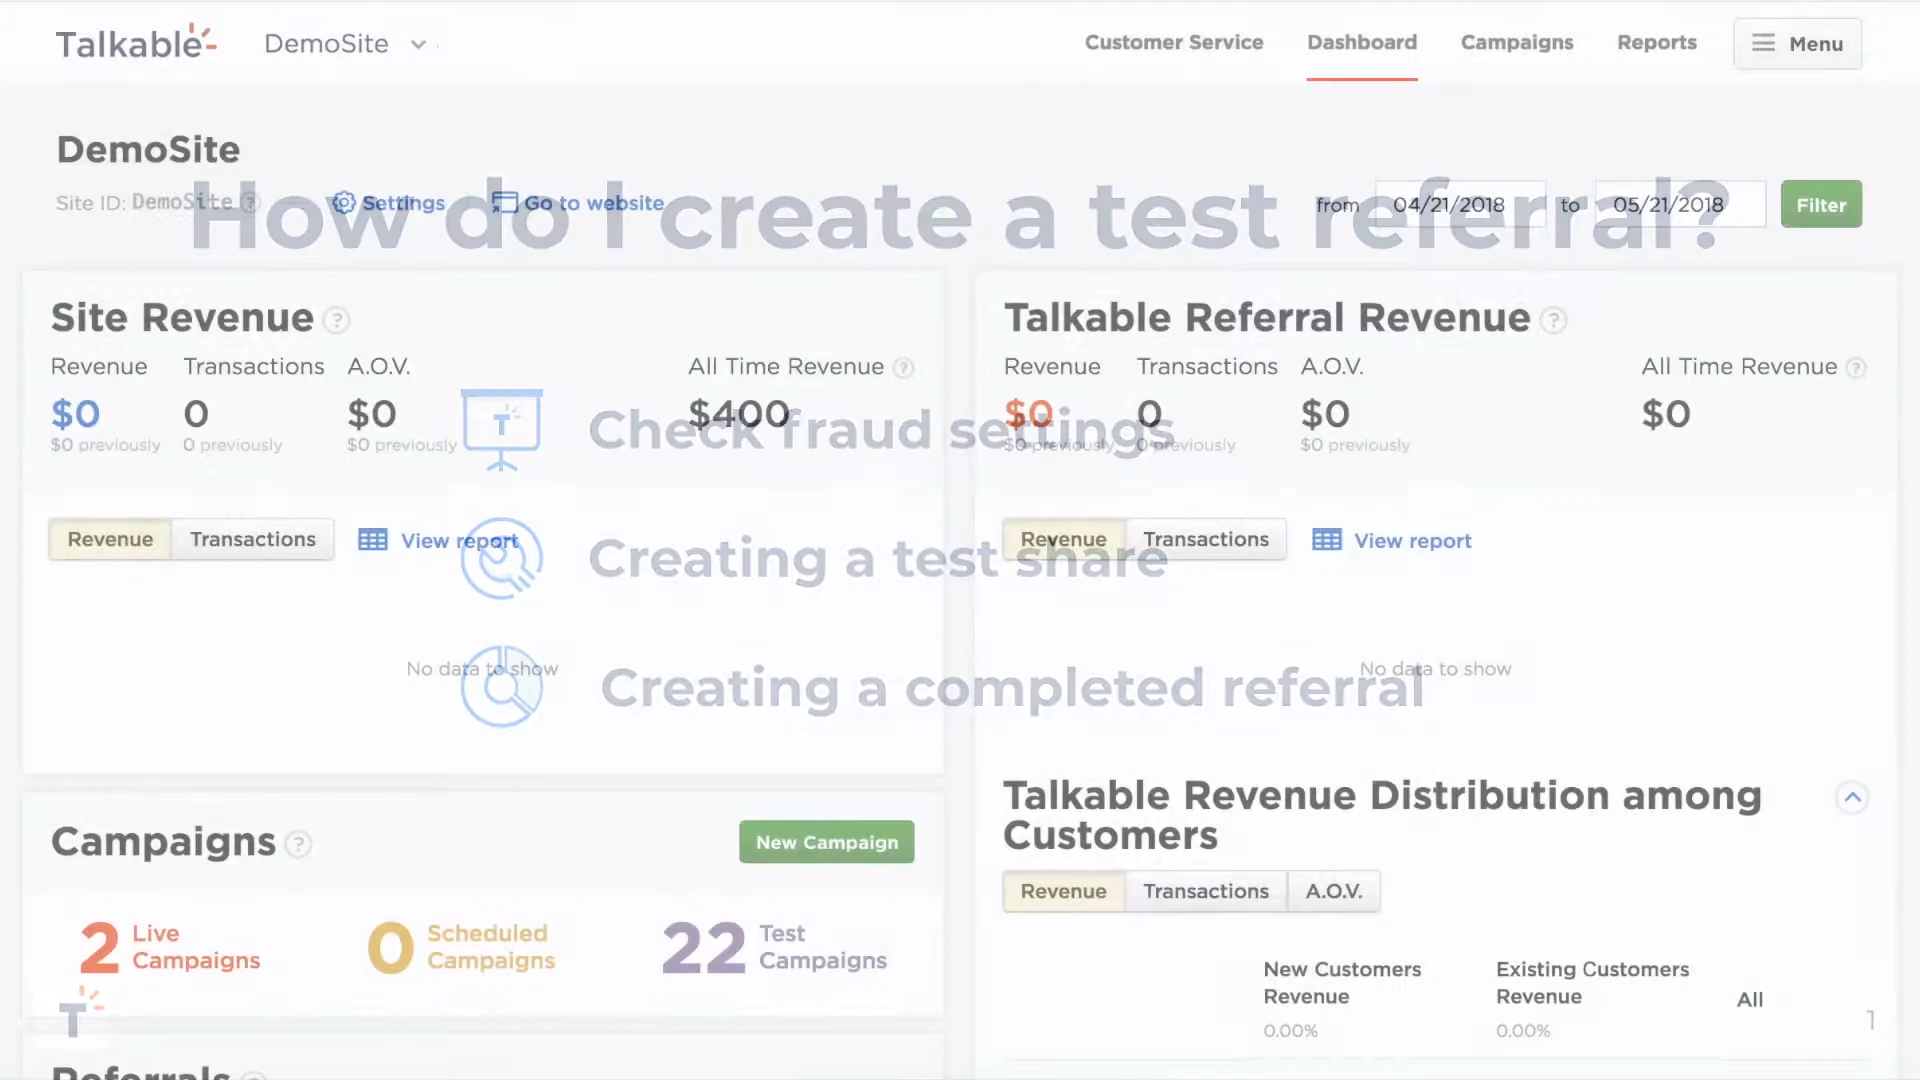 Talkable
DemoSite
Customer Service
Dashboard
Campaigns
Reports
Menu
DemoSite
Site ID: DemoSite ?
Settings
Go to website
from 04/21/2018 to 05/21/2018
Filter
How do I create a test referral?
Site Revenue ?
Revenue Transactions A.O.V. All Time Revenue ?
$0 0 $0 $400
$0 previously 0 previously $0 previously
Revenue Transactions View report
No data to show
Talkable Referral Revenue ?
Revenue Transactions A.O.V. All Time Revenue ?
$0 0 $0 $0
$0 previously 0 previously $0 previously
Revenue Transactions View report
No data to show
T
Check fraud settings
Creating a test share
Creating a completed referral
Campaigns ?
New Campaign
2 Live Campaigns
0 Scheduled Campaigns
22 Test Campaigns
Talkable Revenue Distribution among
Customers
Revenue Transactions A.O.V.
New Customers Existing Customers
Revenue Revenue All
0.00% 0.00%
T
1
Referrals